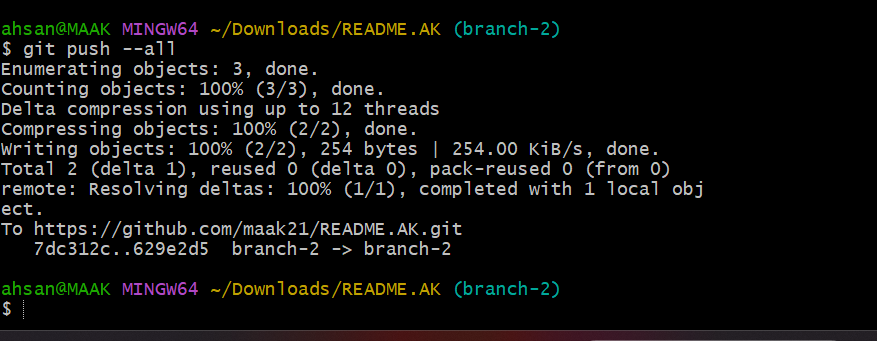 ahsan@MAAK MINGW64 ~/Downloads/README.AK (branch-2)
$ git push --all
Enumerating objects: 3, done.
Counting objects: 100% (3/3), done.
Delta compression using up to 12 threads
Compressing objects: 100% (2/2), done.
Writing objects: 100% (2/2), 254 bytes | 254.00 KiB/s, done.
Total 2 (delta 1), reused 0 (delta 0), pack-reused 0 (from 0)
remote: Resolving deltas: 100% (1/1), completed with 1 local obj
ect.
To https://github.com/maak21/README.AK.git
   7dc312c..629e2d5  branch-2 -> branch-2

ahsan@MAAK MINGW64 ~/Downloads/README.AK (branch-2)
$